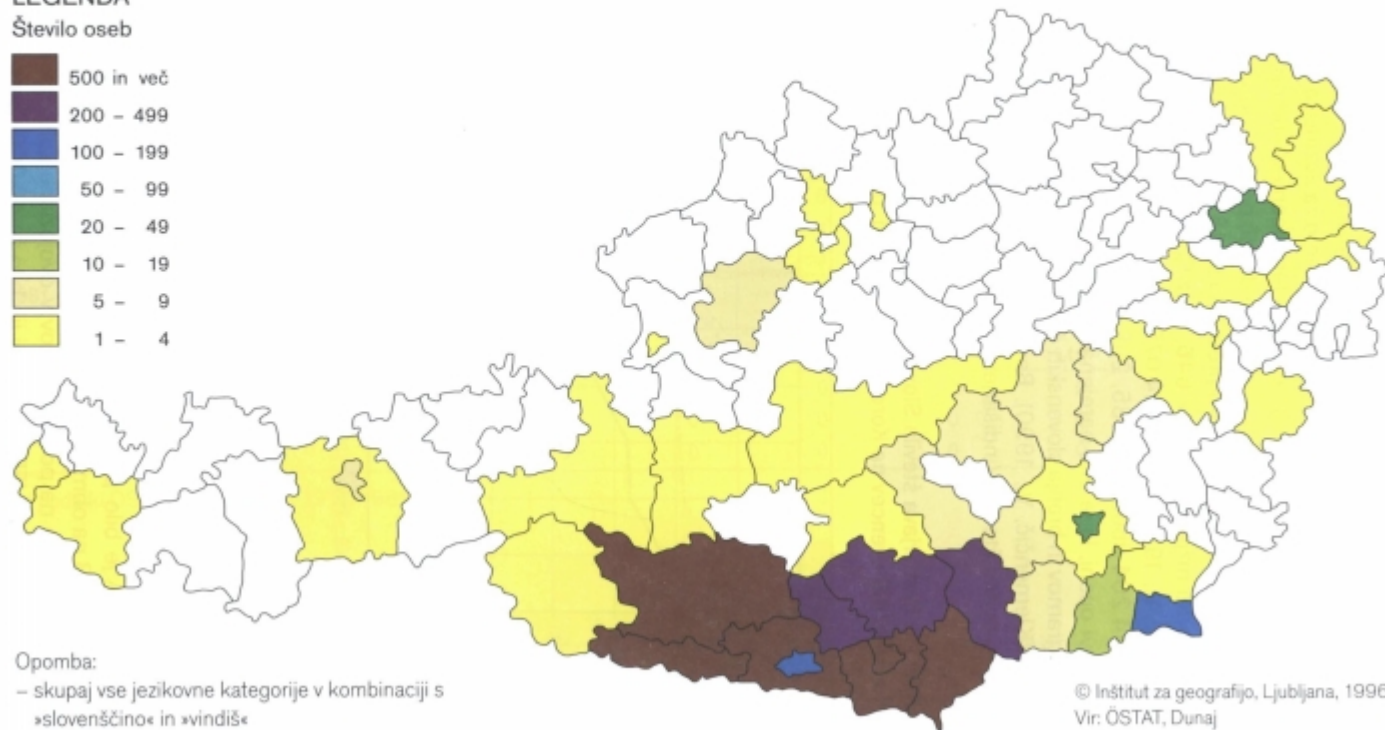 LEGENDA
Število oseb
500 in več
200 – 499
100 – 199
50 – 99
20 – 49
10 – 19
5 – 9
1 – 4
Opomba:
– skupaj vse jezikovne kategorije v kombinaciji s
»slovenščino« in »vindiš«
© Inštitut za geografijo, Ljubljana, 1996
Vir: ÖSTAT, Dunaj